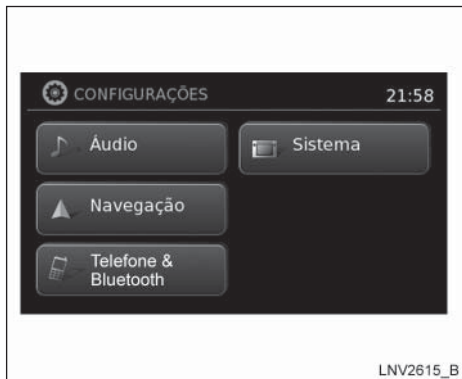 CONFIGURAÇÕES 21:58
Áudio Sistema
Navegação
Telefone &
Bluetooth
LNV2615_B